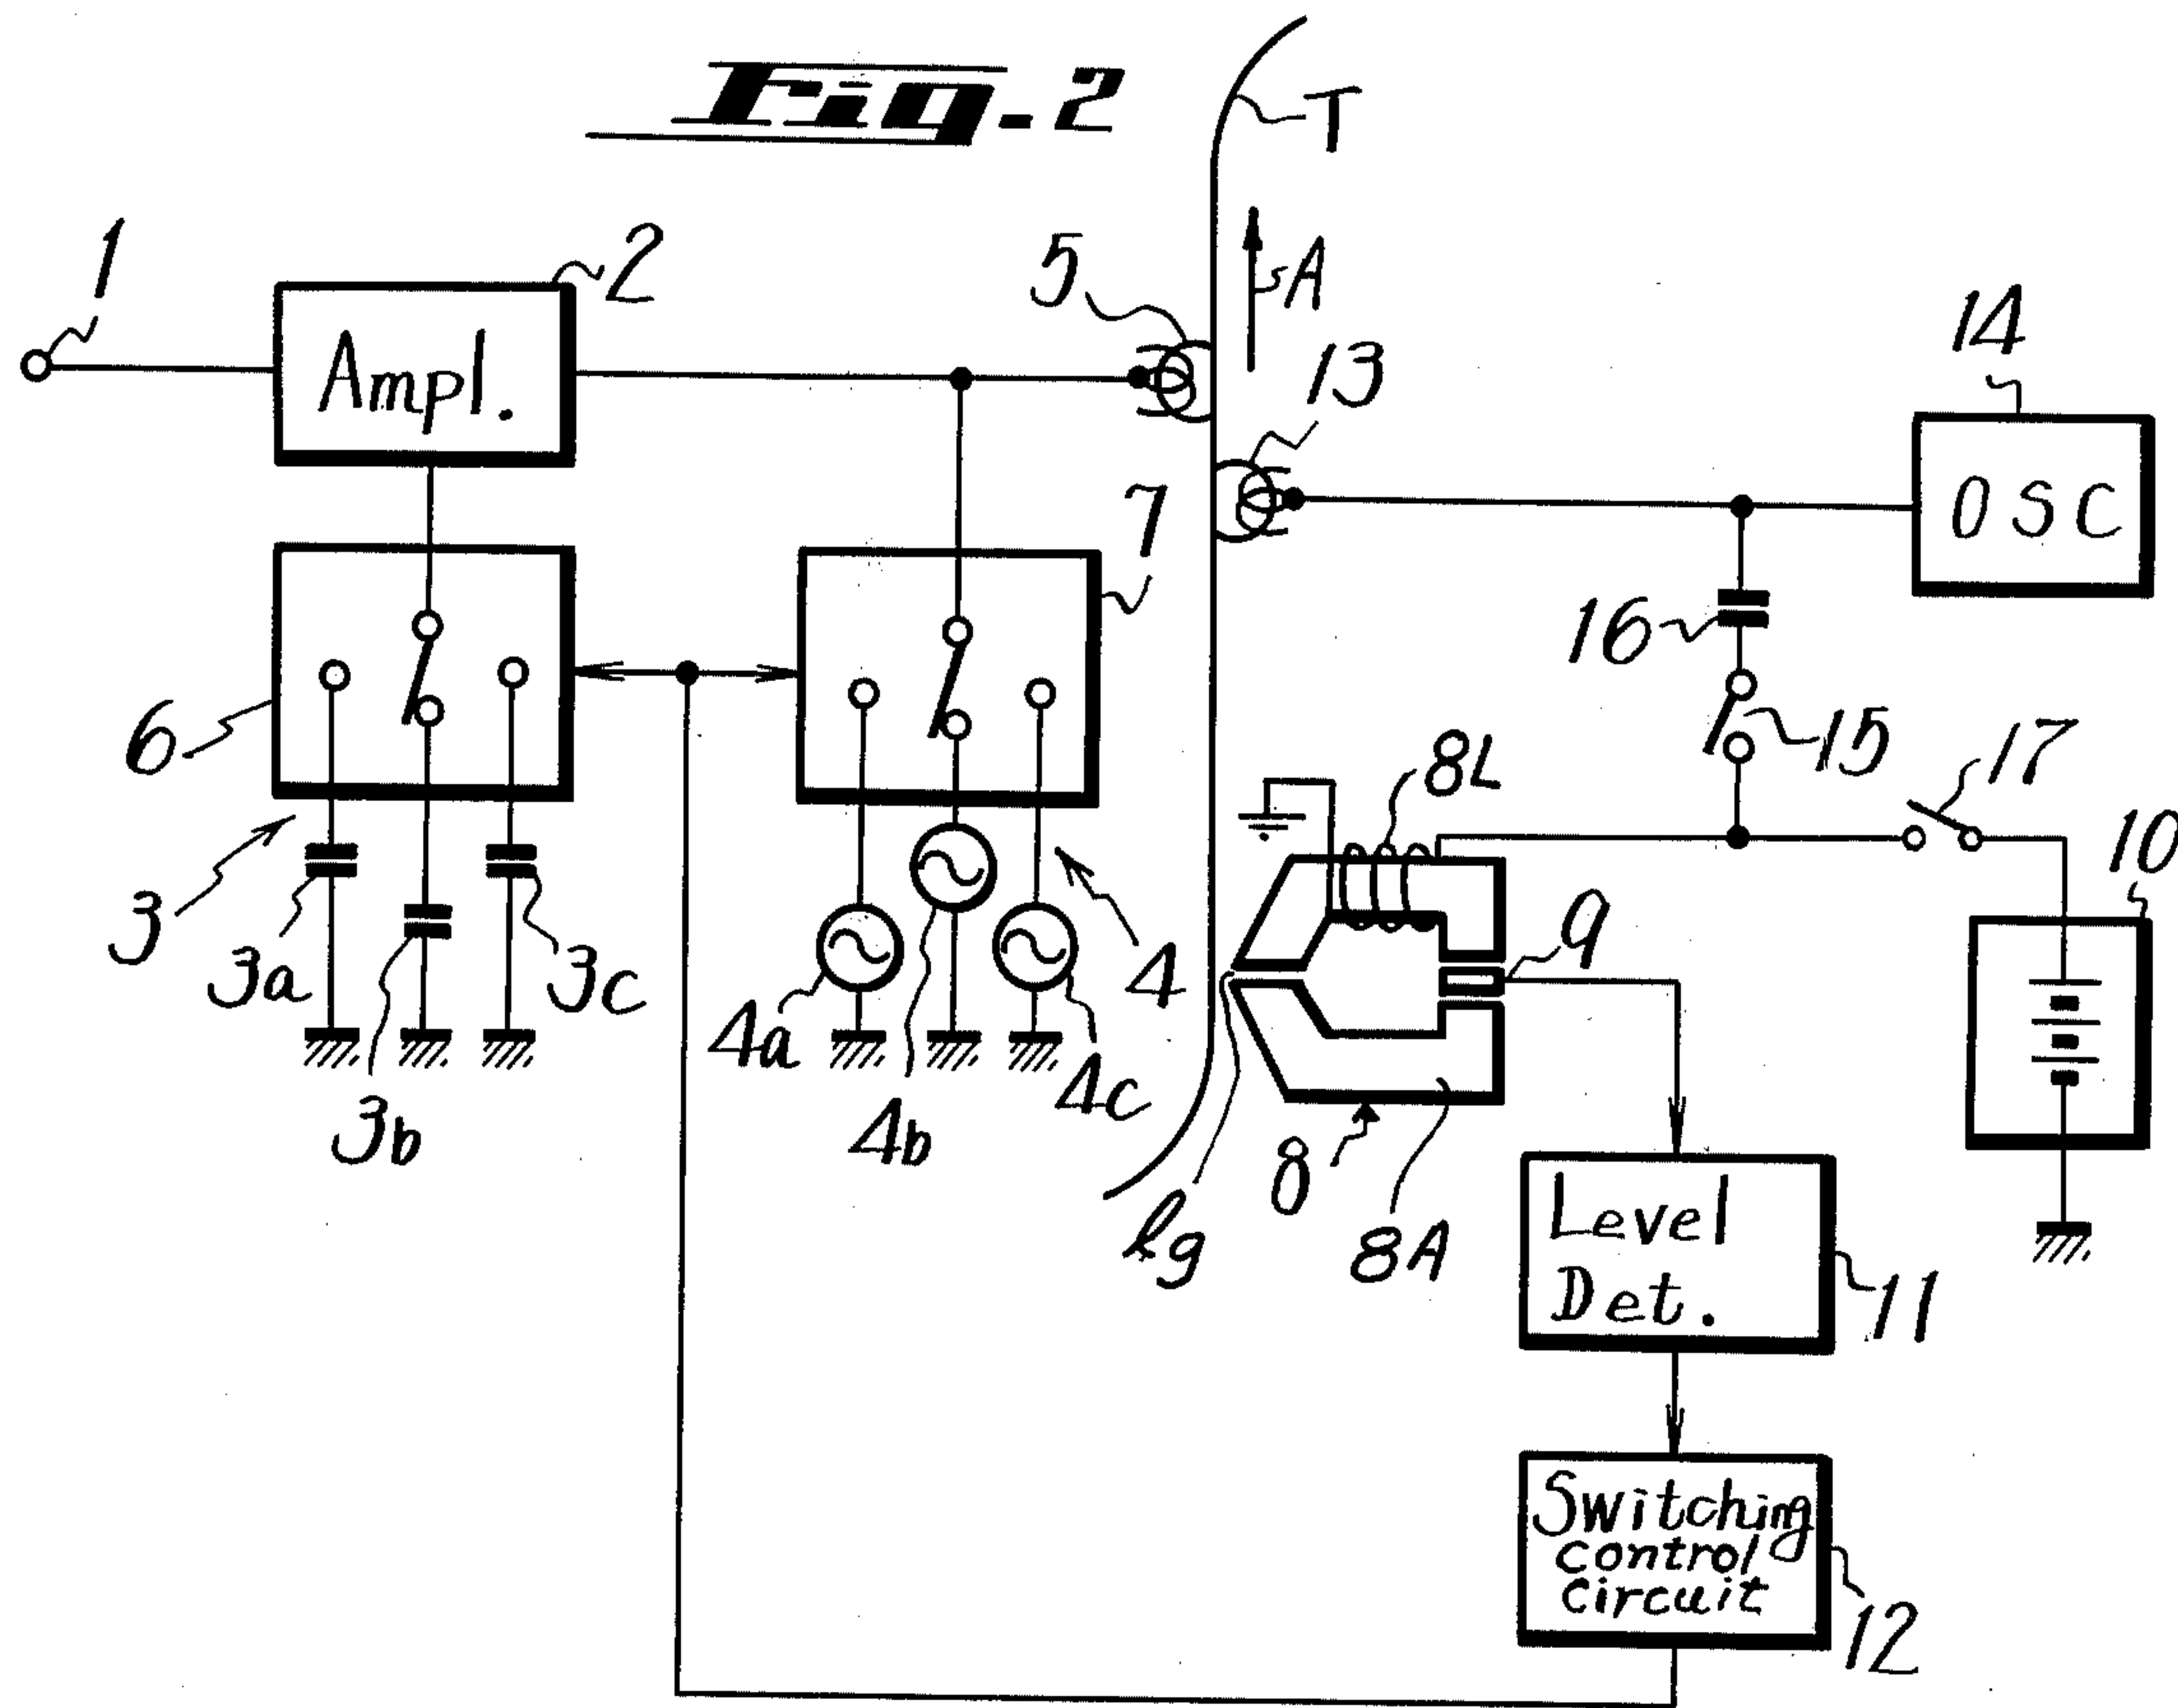 Fig-2
T
1
2
5
A
14
Ampl.
13
OSC
7
16
6
15
17
8L
10
3
3a
3c
4
9
4a
4c
3b
4b
lg
8
8A
Level
Det.
11
Switching
control
circuit
12